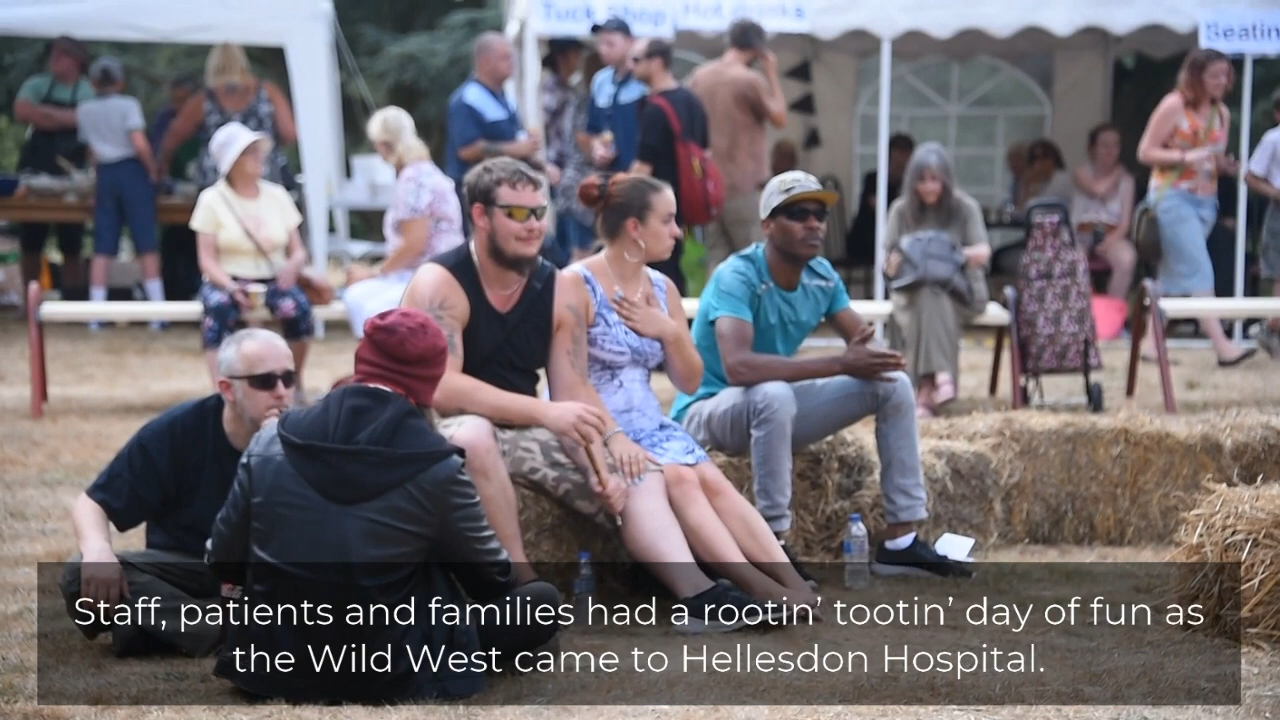 Tuck Shop Hot drinks
Seatin
Staff, patients and families had a rootin’ tootin’ day of fun as
the Wild West came to Hellesdon Hospital.